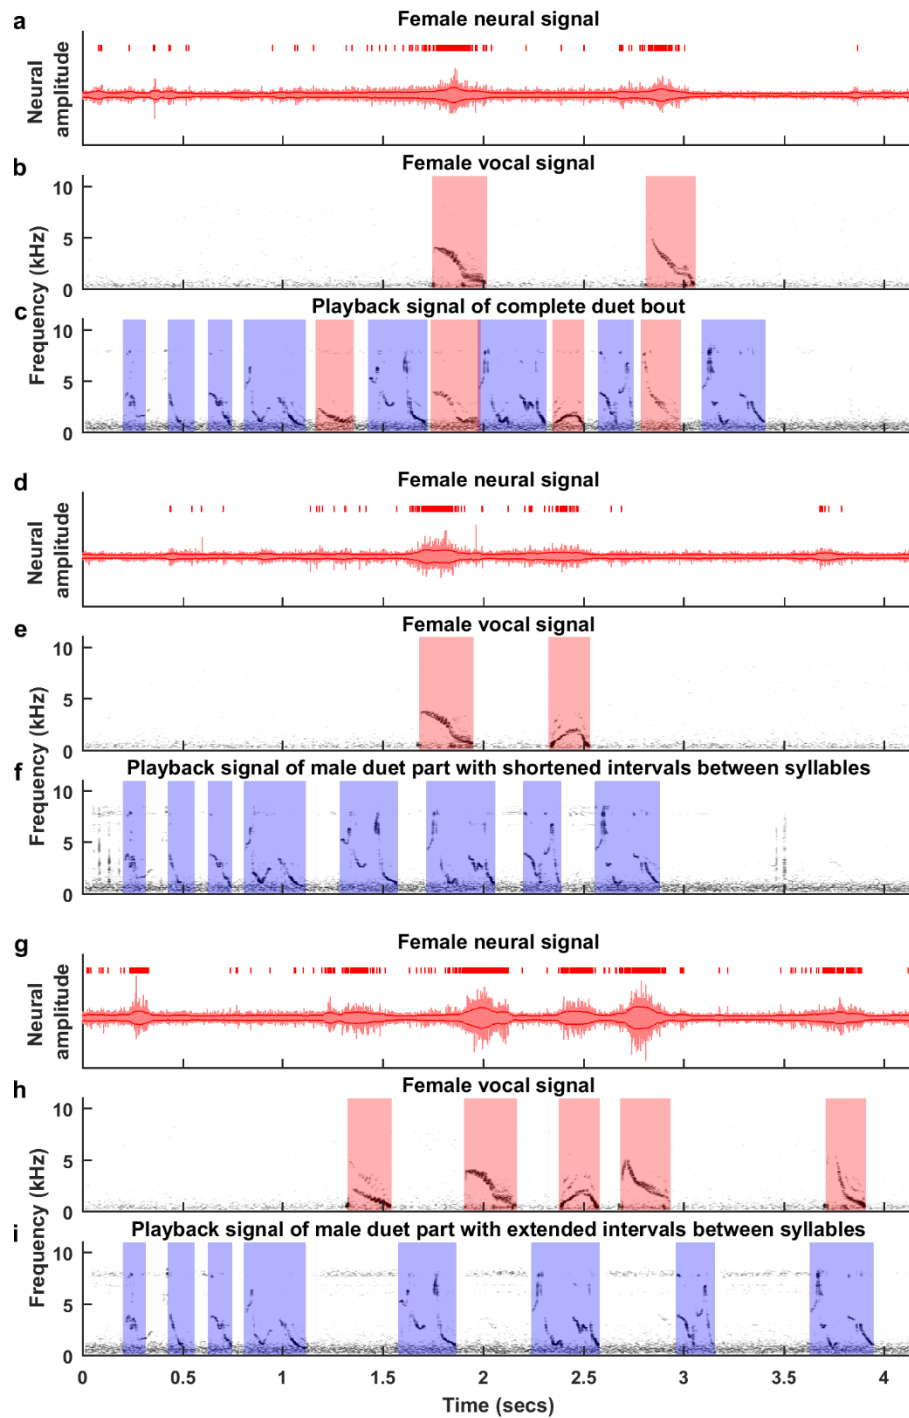 a
Female neural signal
Neural
amplitude
b
Female vocal signal
10
5
0
Frequency (kHz)
c
Playback signal of complete duet bout
10
5
0
d
Female neural signal
Neural
amplitude
e
Female vocal signal
10
5
0
Frequency (kHz)
f
Playback signal of male duet part with shortened intervals between syllables
10
5
0
g
Female neural signal
Neural
amplitude
h
Female vocal signal
10
5
0
Frequency (kHz)
i
Playback signal of male duet part with extended intervals between syllables
10
5
0
0 0.5 1 1.5 2 2.5 3 3.5 4
Time (secs)